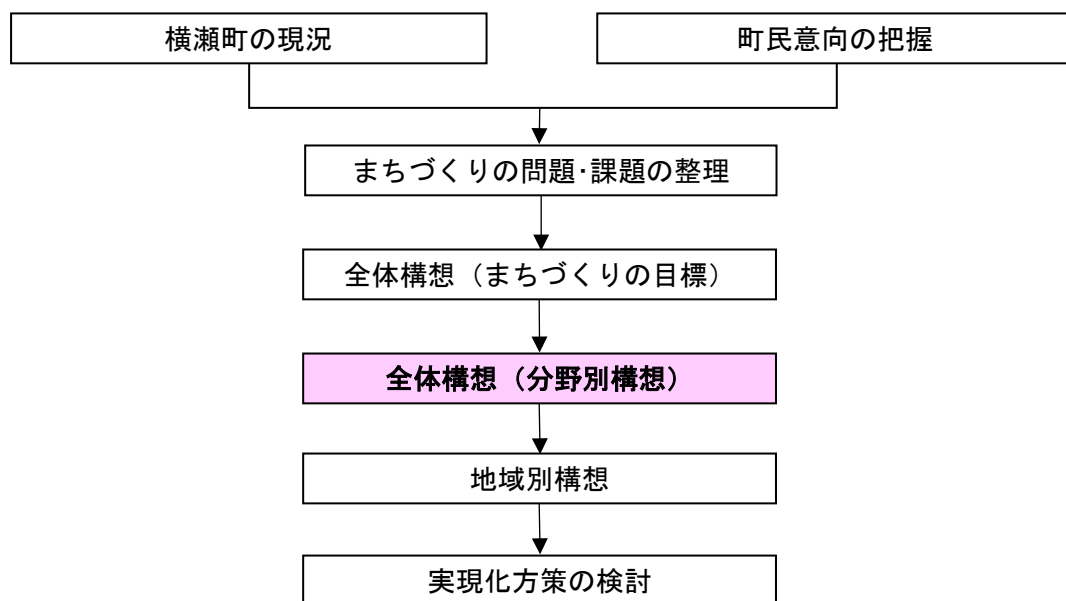 横瀬町の現況
町民意向の把握
まちづくりの問題･課題の整理
全体構想（まちづくりの目標）
全体構想（分野別構想）
地域別構想
実現化方策の検討